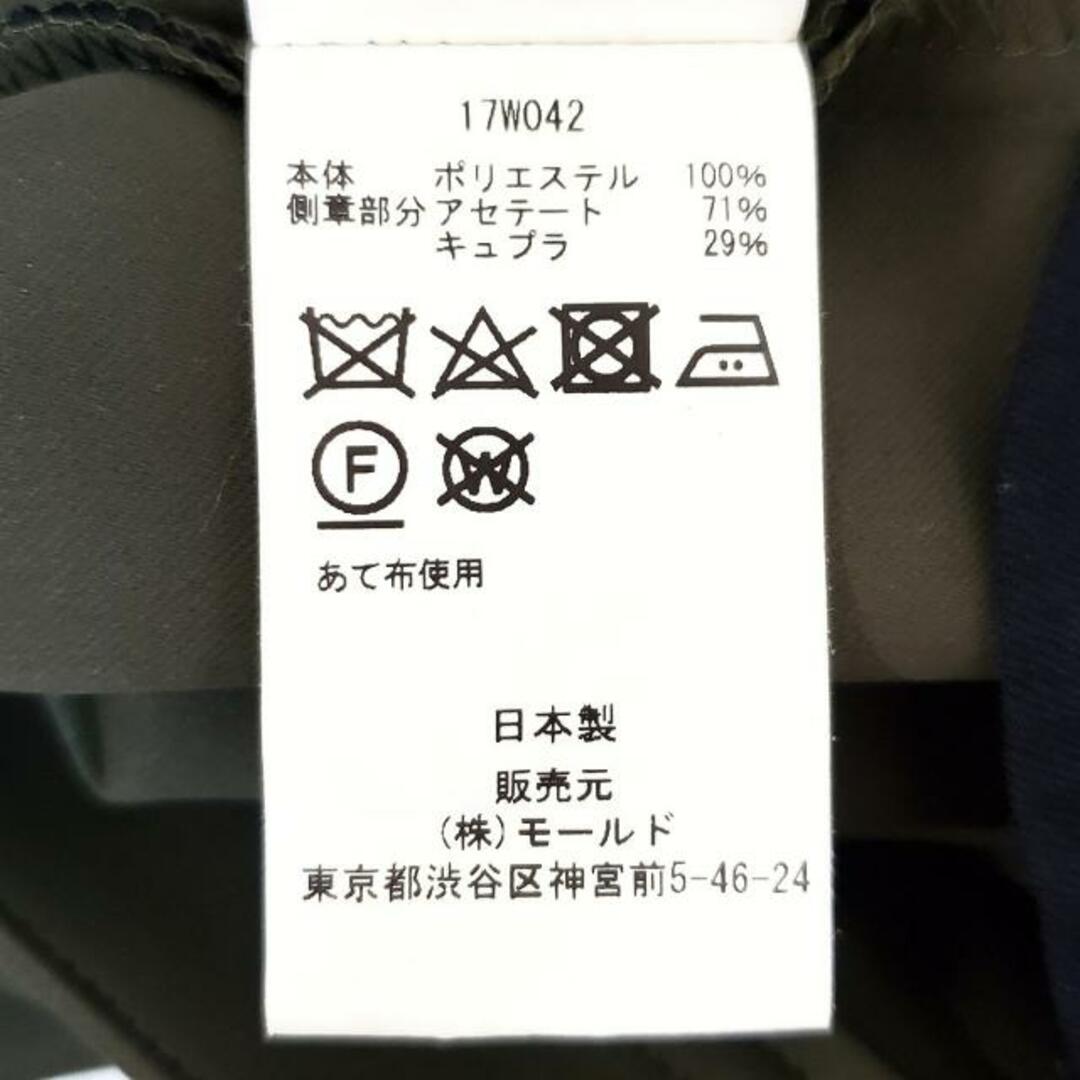 17W042
本体 ポリエステル 100%
側章部分 アセテート 71%
キュプラ 29%
F
W
あて布使用
日本製
販売元
(株)モールド
東京都渋谷区神宮前5-46-24